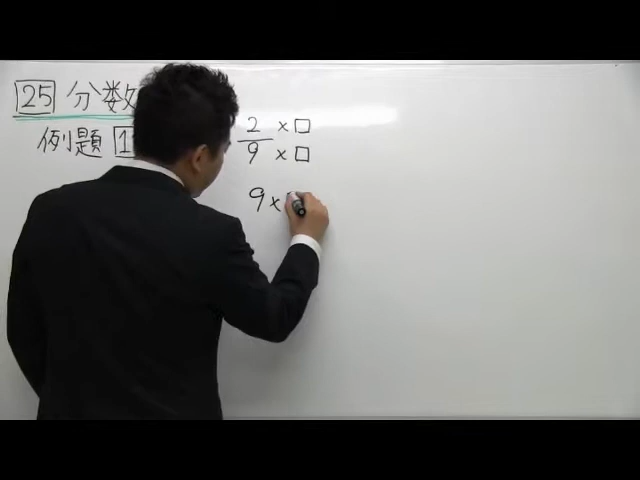 25 分数
例題 1
2 × □
9 × □
9 ×